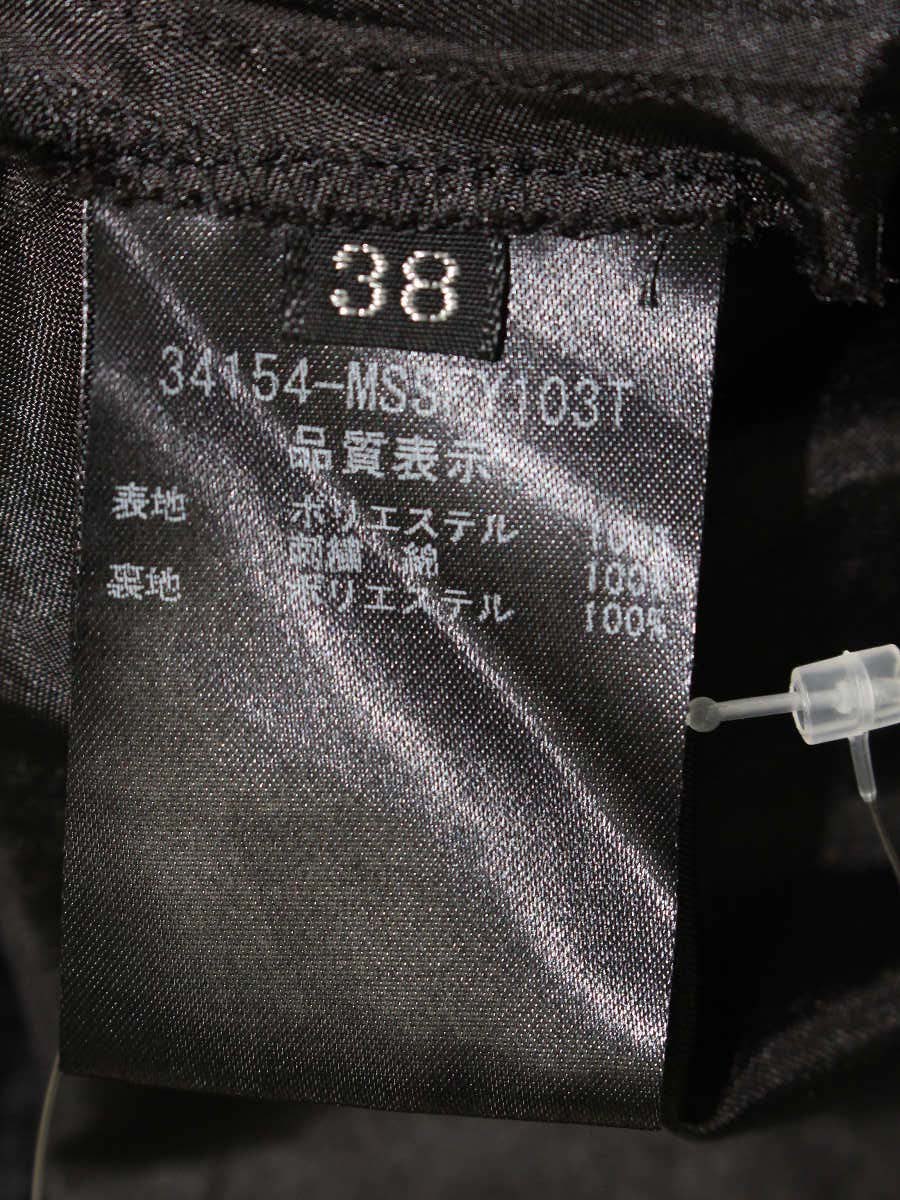 38
品質表示
表地 ポリエステル 100%
刺繍 綿 100%
裏地 ポリエステル 100%